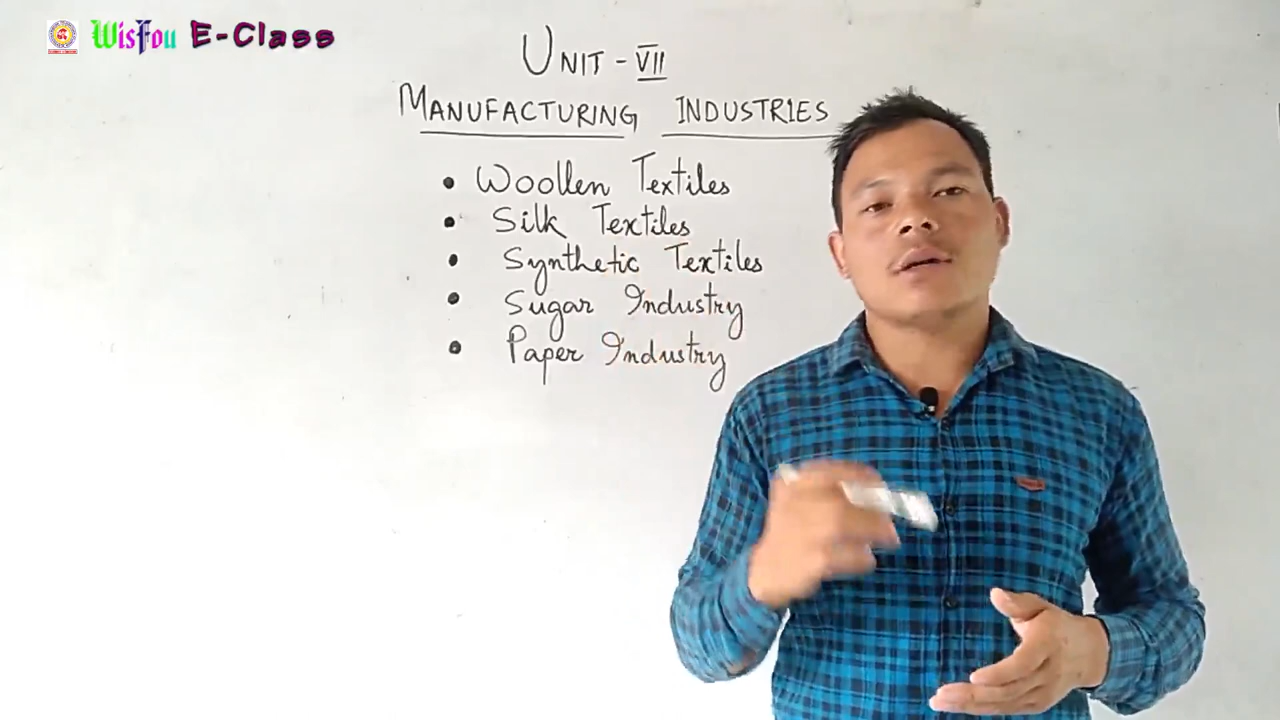 WisFou E-Class
UNIT - VII
MANUFACTURING INDUSTRIES
• Woollen Textiles
• Silk Textiles
• Synthetic Textiles
• Sugar Industry
• Paper Industry